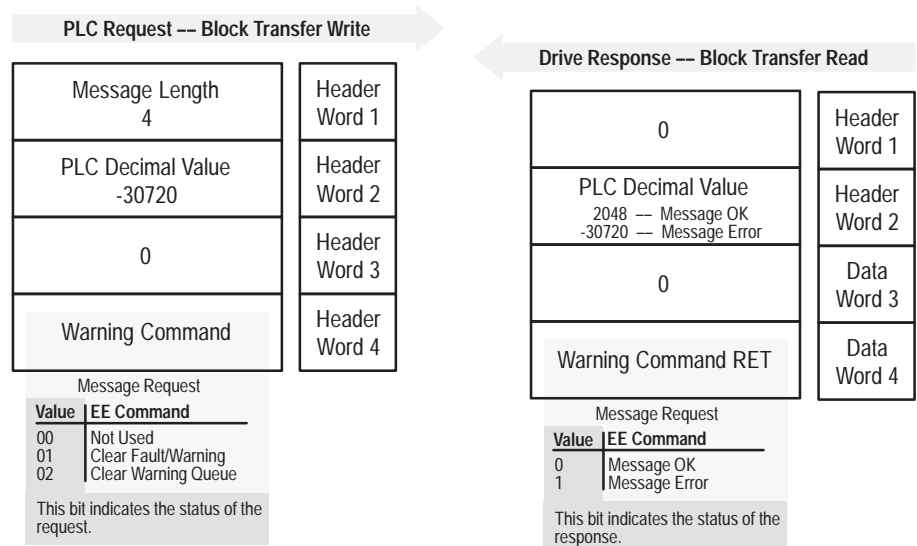 PLC Request –– Block Transfer Write
Message Length
4
Header
Word 1
PLC Decimal Value
-30720
Header
Word 2
0
Header
Word 3
Warning Command
Header
Word 4
Message Request
Value EE Command
00 Not Used
01 Clear Fault/Warning
02 Clear Warning Queue
This bit indicates the status of the
request.
Drive Response –– Block Transfer Read
0
Header
Word 1
PLC Decimal Value
2048 –– Message OK
-30720 –– Message Error
Header
Word 2
0
Data
Word 3
Warning Command RET
Data
Word 4
Message Request
Value EE Command
0 Message OK
1 Message Error
This bit indicates the status of the
response.